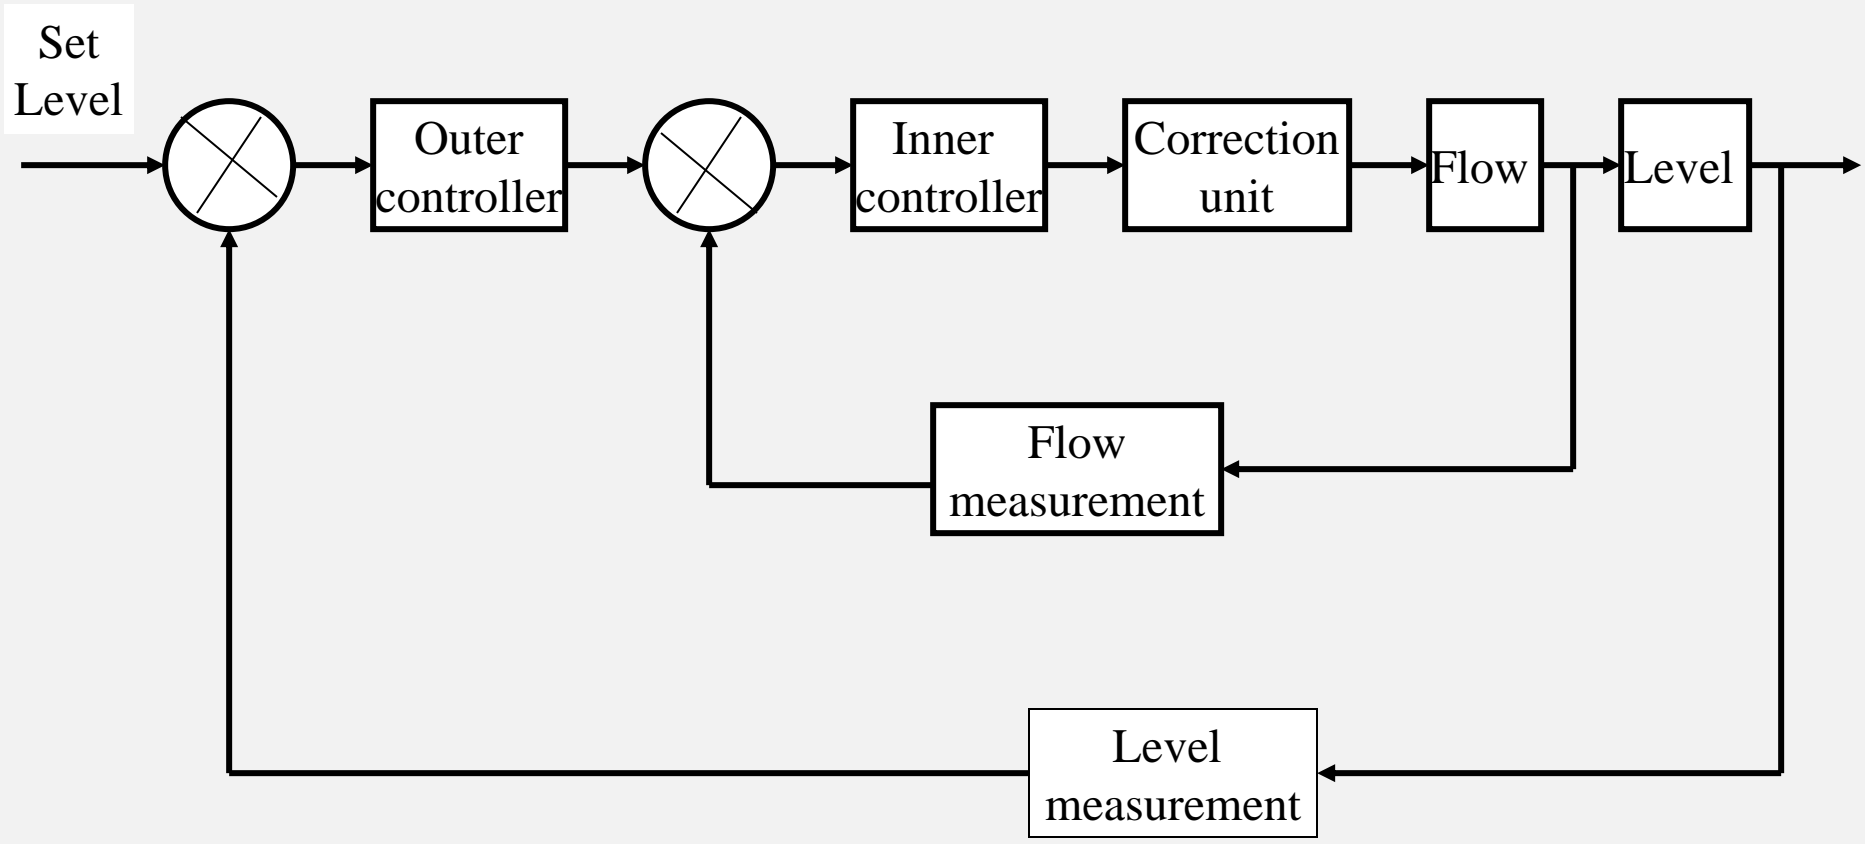 Set
Level
Outer
controller
Inner
controller
Correction
unit
Flow
Level
Flow
measurement
Level
measurement